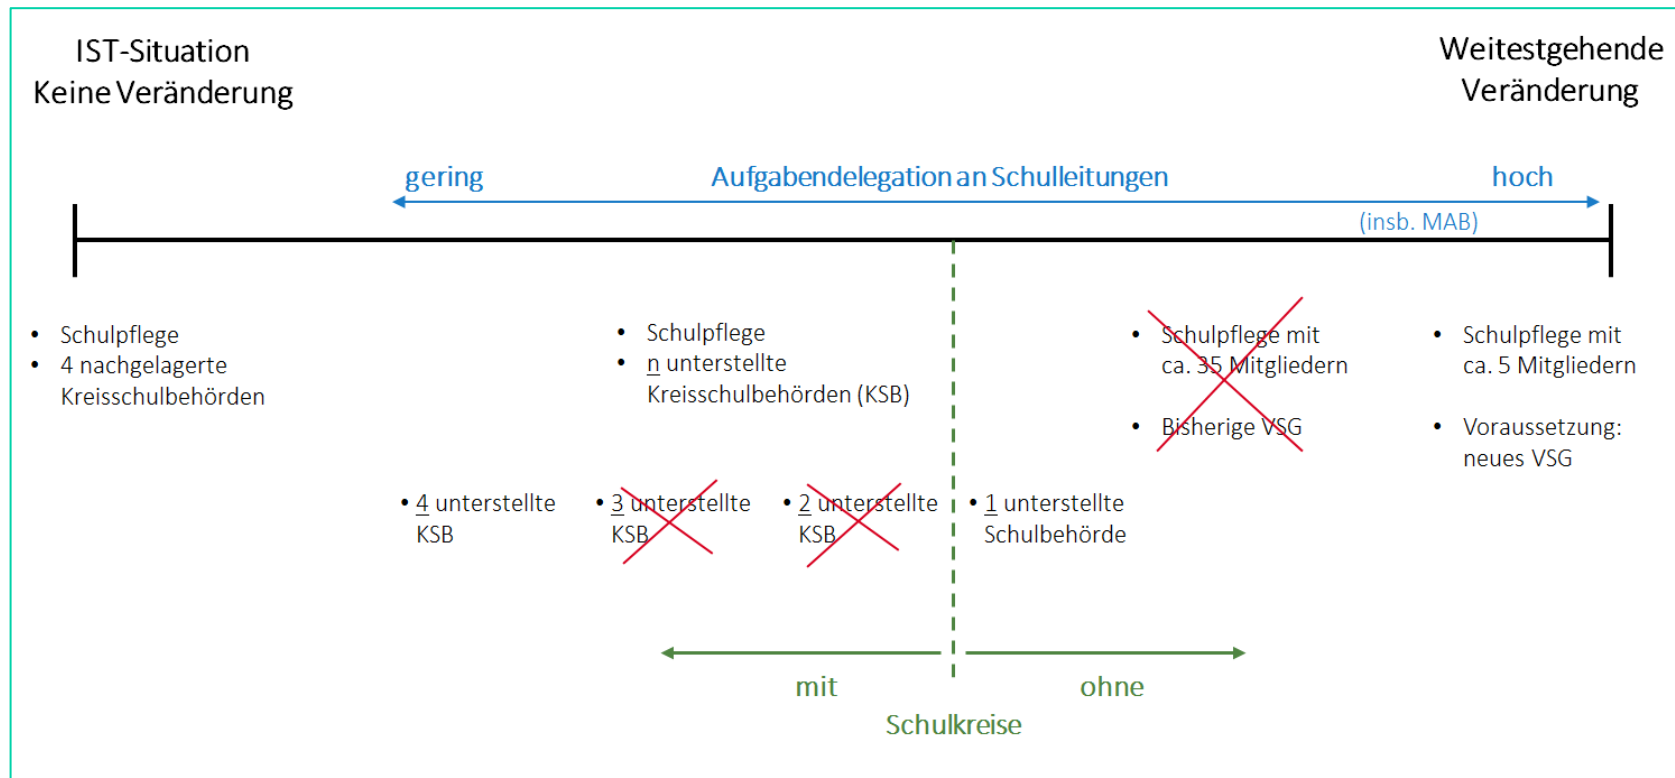 IST-Situation
Keine Veränderung
Weitestgehende
Veränderung
gering
Aufgabendelegation an Schulleitungen
hoch
(insb. MAB)
• Schulpflege
• 4 nachgelagerte
Kreisschulbehörden
• Schulpflege
• n unterstellte
Kreisschulbehörden (KSB)
• Schulpflege mit
ca. 35 Mitgliedern
• Bisherige VSG
• Schulpflege mit
ca. 5 Mitgliedern
• Voraussetzung:
neues VSG
• 4 unterstellte
KSB
• 3 unterstellte
KSB
• 2 unterstellte
KSB
• 1 unterstellte
Schulbehörde
mit
ohne
Schulkreise